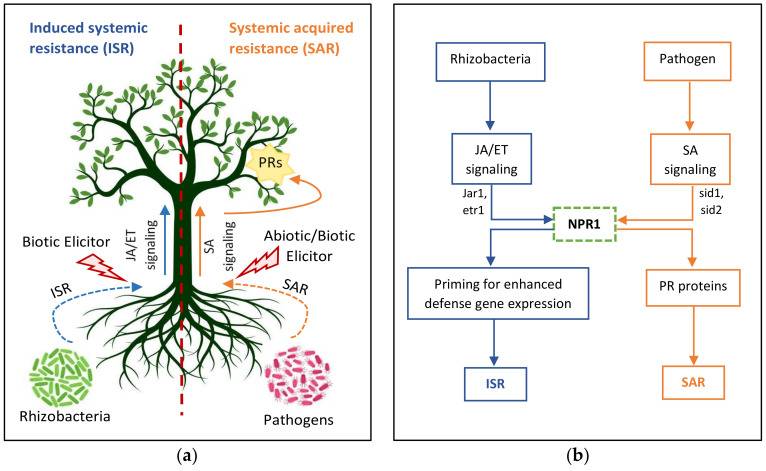 Induced systemic
resistance (ISR)
Systemic acquired
resistance (SAR)
PRs
JA/ET
signaling
SA
signaling
Biotic Elicitor
Abiotic/Biotic
Elicitor
ISR
SAR
Rhizobacteria
Pathogens
(a)
Rhizobacteria
Pathogen
JA/ET
signaling
SA
signaling
Jar1,
etr1
sid1,
sid2
NPR1
Priming for enhanced
defense gene expression
PR proteins
ISR
SAR
(b)